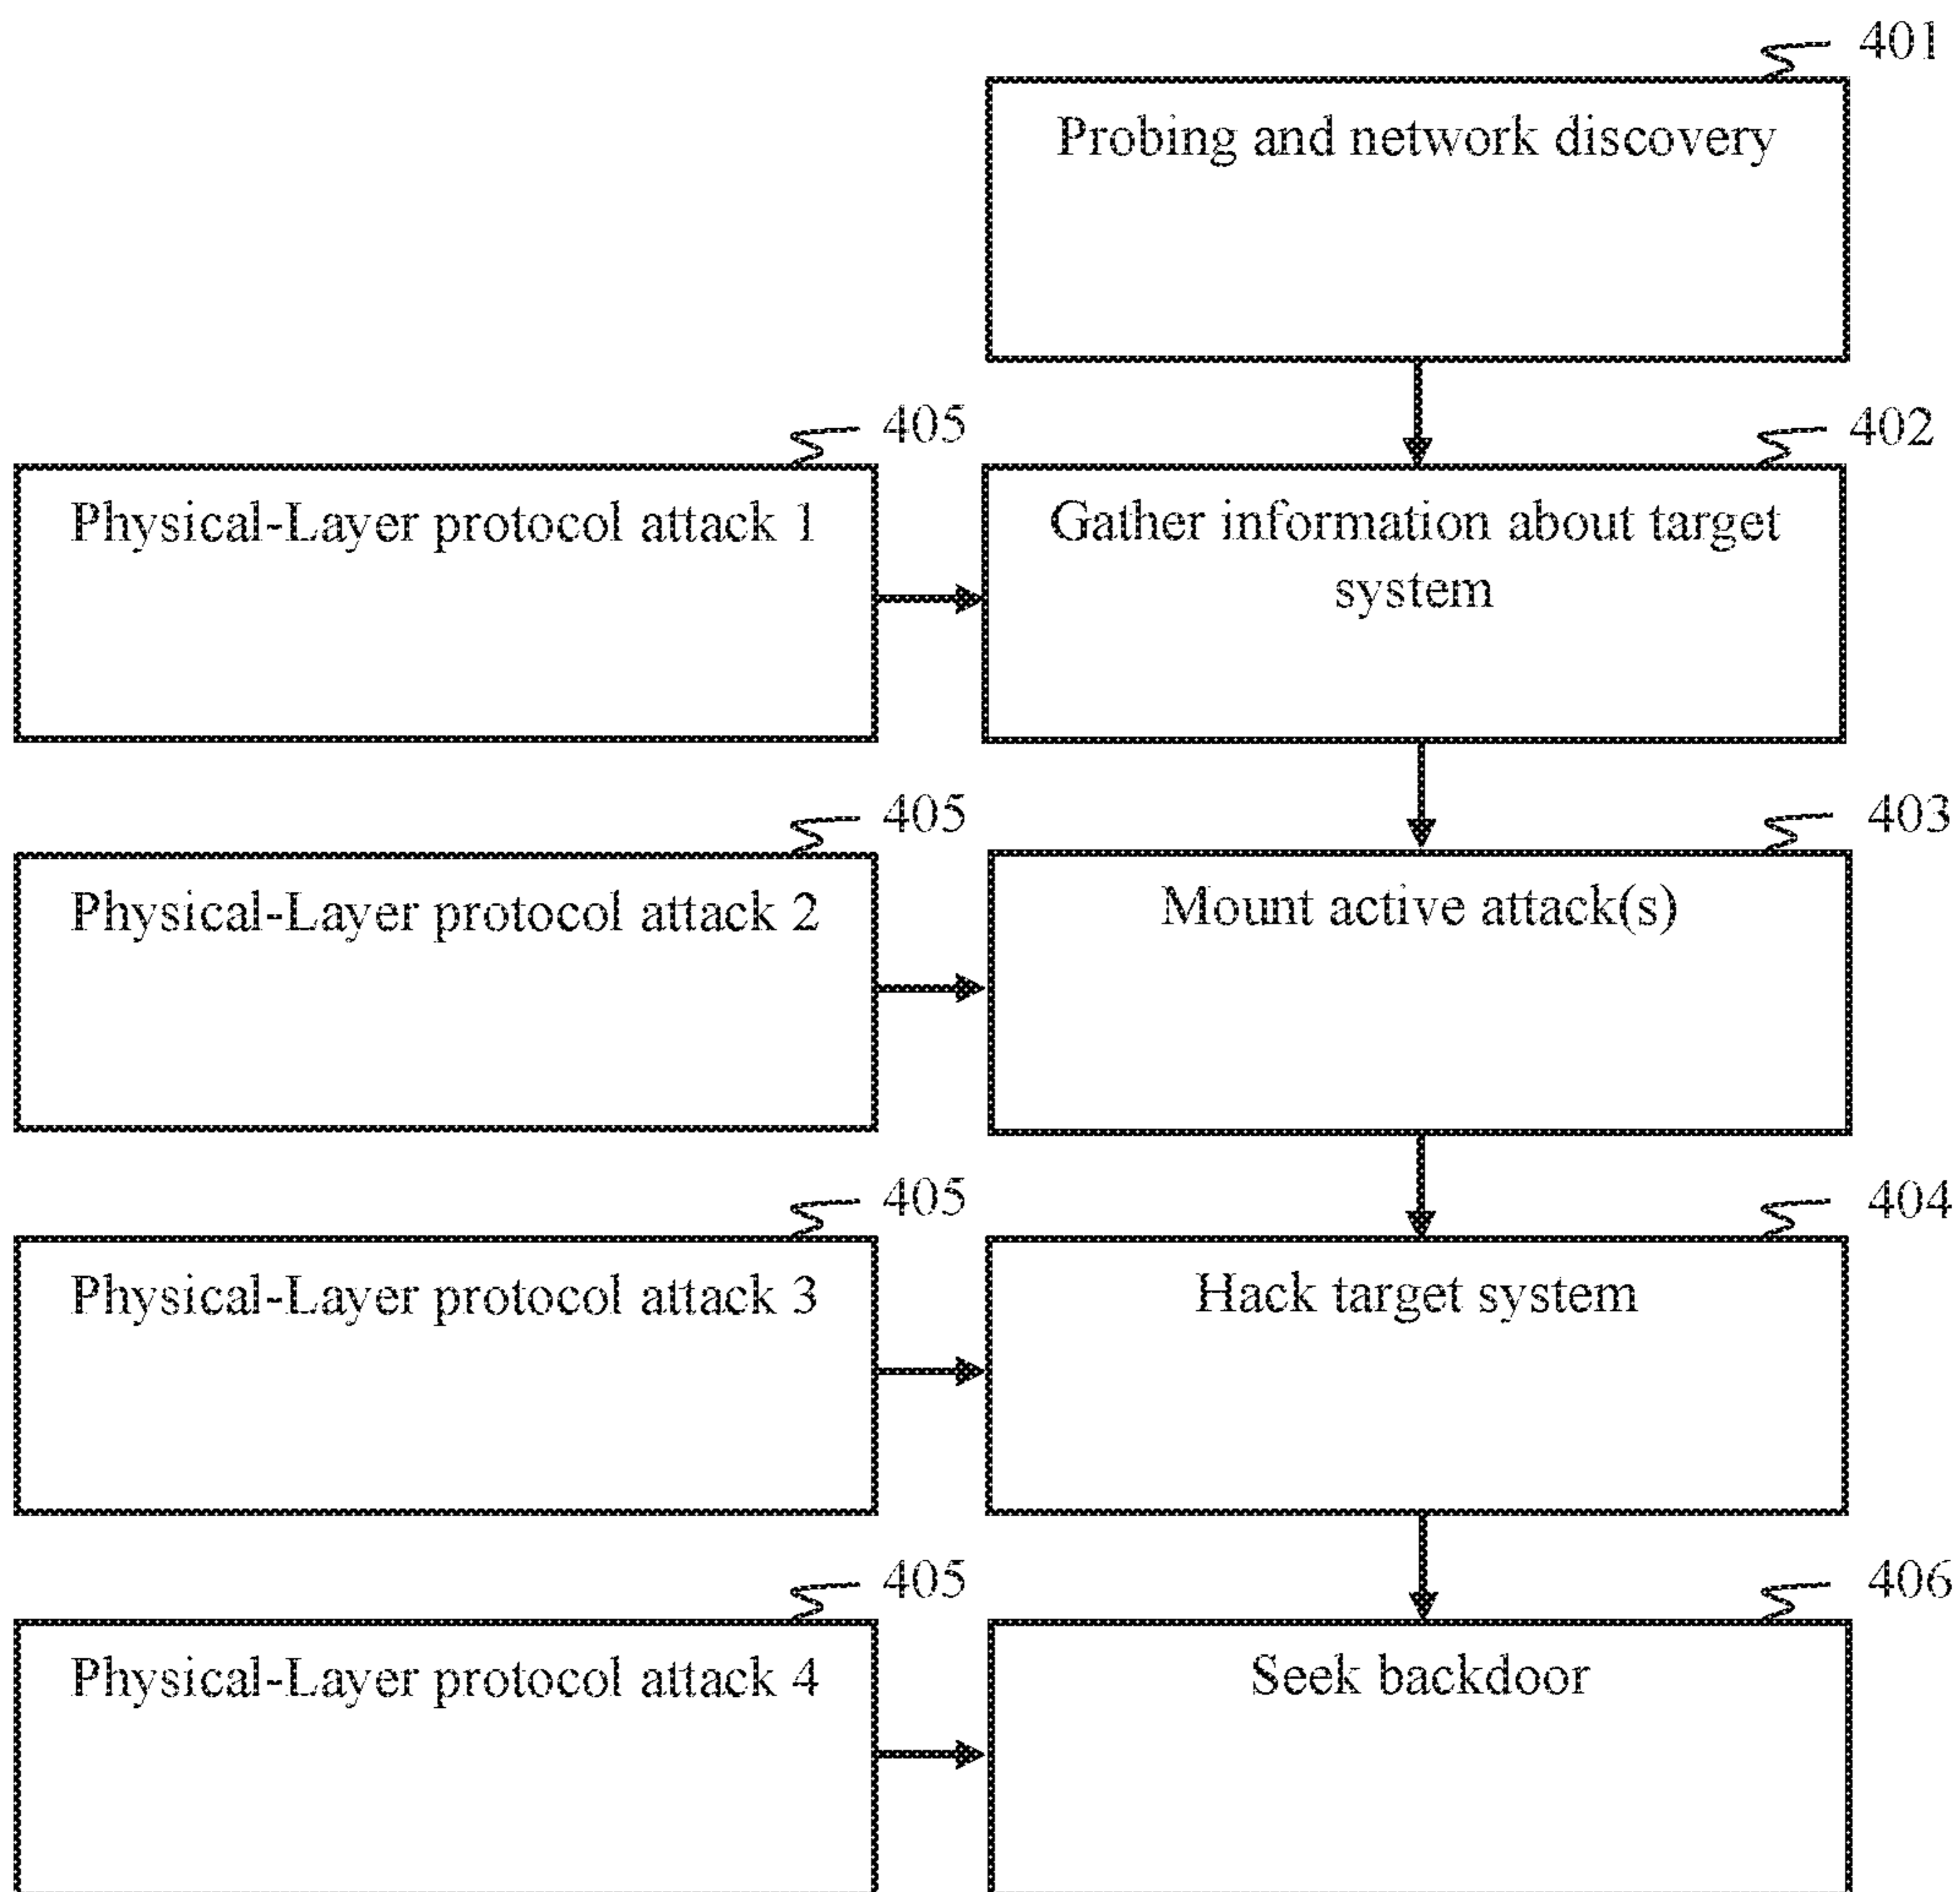 401
Probing and network discovery
405
402
Physical-Layer protocol attack 1
Gather information about target
system
405
403
Physical-Layer protocol attack 2
Mount active attack(s)
405
404
Physical-Layer protocol attack 3
Hack target system
405
406
Physical-Layer protocol attack 4
Seek backdoor